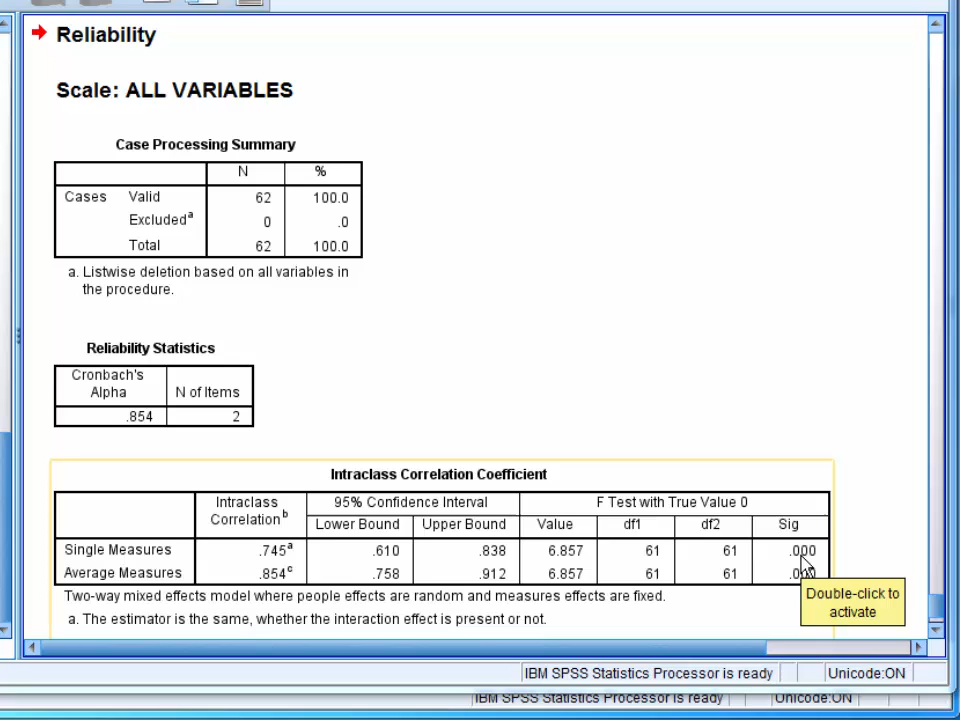 Reliability
Scale: ALL VARIABLES
Case Processing Summary
N %
Cases Valid 62 100.0
Excludedᵃ 0 .0
Total 62 100.0
a. Listwise deletion based on all variables in
the procedure.
Reliability Statistics
Cronbach's
Alpha N of Items
.854 2
Intraclass Correlation Coefficient
Intraclass
Correlationᵇ 95% Confidence Interval F Test with True Value 0
Lower Bound Upper Bound Value df1 df2 Sig
Single Measures .745ᵃ .610 .838 6.857 61 61 .000
Average Measures .854ᶜ .758 .912 6.857 61 61
Two-way mixed effects model where people effects are random and measures effects are fixed.
a. The estimator is the same, whether the interaction effect is present or not.
Double-click to
activate
IBM SPSS Statistics Processor is ready Unicode:ON
IBM SPSS Statistics Processor is ready Unicode:ON